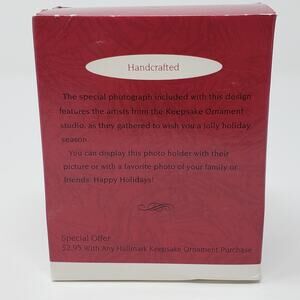 Handcrafted
The special photograph included with this design
features the artists from the Keepsake Ornament
studio, as they gathered to wish you a jolly holiday
season.
You can display this photo holder with their
picture or with a favorite photo of your family or
friends. Happy Holidays!
Special Offer
$2.95 With Any Hallmark Keepsake Ornament Purchase